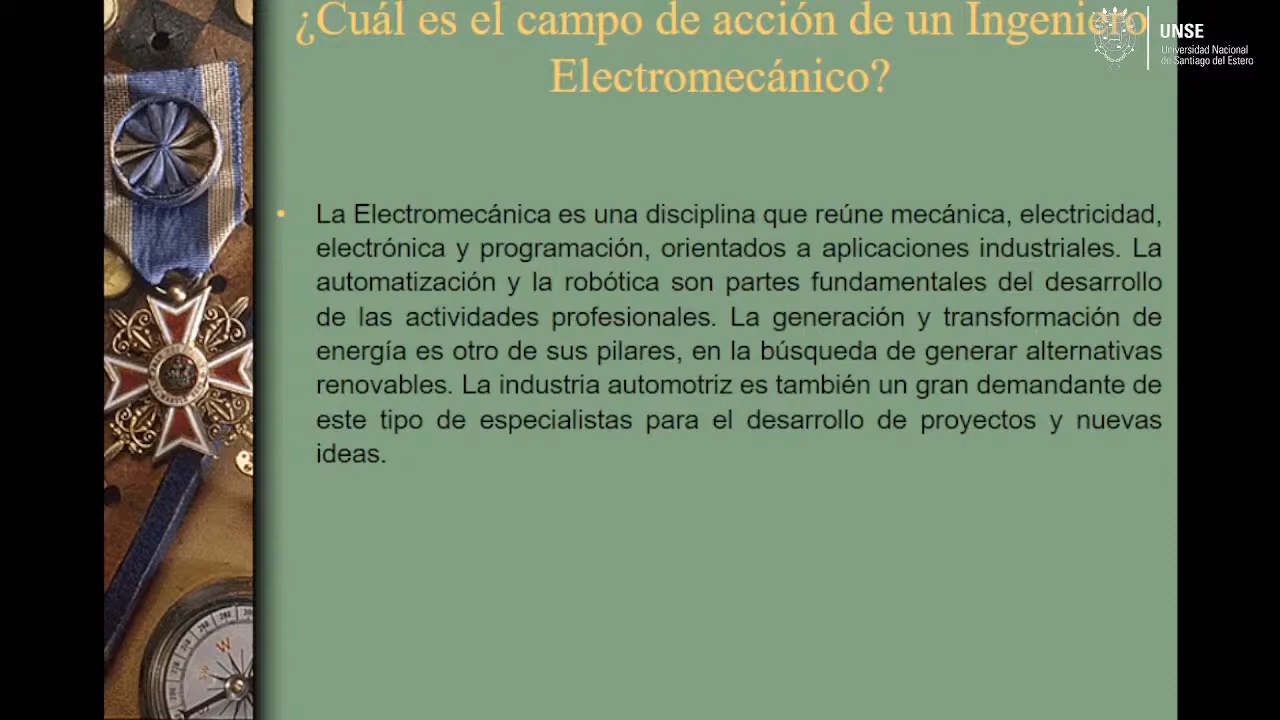 ¿Cuál es el campo de acción de un Ingeniero
Electromecánico?
UNSE
Universidad Nacional
de Santiago del Estero
• La Electromecánica es una disciplina que reúne mecánica, electricidad,
electrónica y programación, orientados a aplicaciones industriales. La
automatización y la robótica son partes fundamentales del desarrollo
de las actividades profesionales. La generación y transformación de
energía es otro de sus pilares, en la búsqueda de generar alternativas
renovables. La industria automotriz es también un gran demandante de
este tipo de especialistas para el desarrollo de proyectos y nuevas
ideas.
W